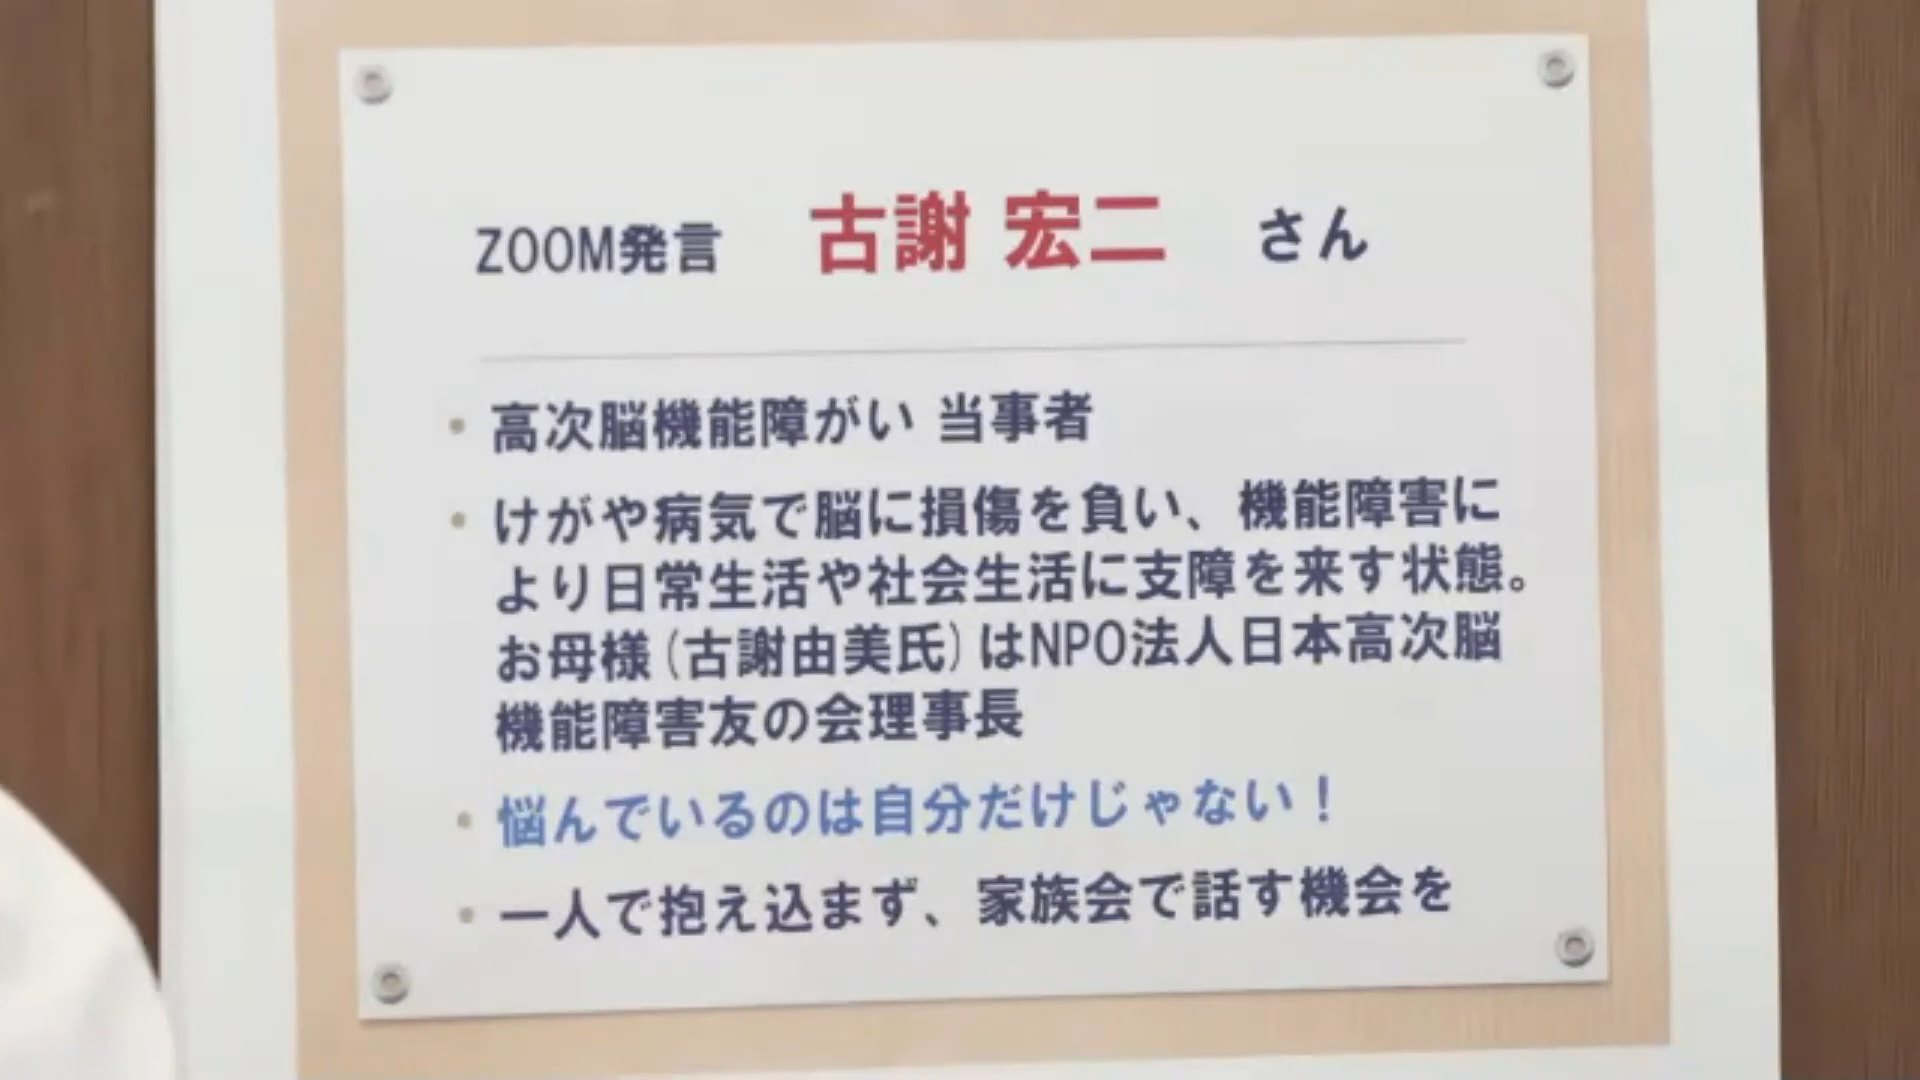 ZOOM発言 古謝 宏二 さん
• 高次脳機能障がい 当事者
• けがや病気で脳に損傷を負い、機能障害に
より日常生活や社会生活に支障を来す状態。
お母様(古謝由美氏)はNPO法人日本高次脳
機能障害友の会理事長
• 悩んでいるのは自分だけじゃない！
• 一人で抱え込まず、家族会で話す機会を